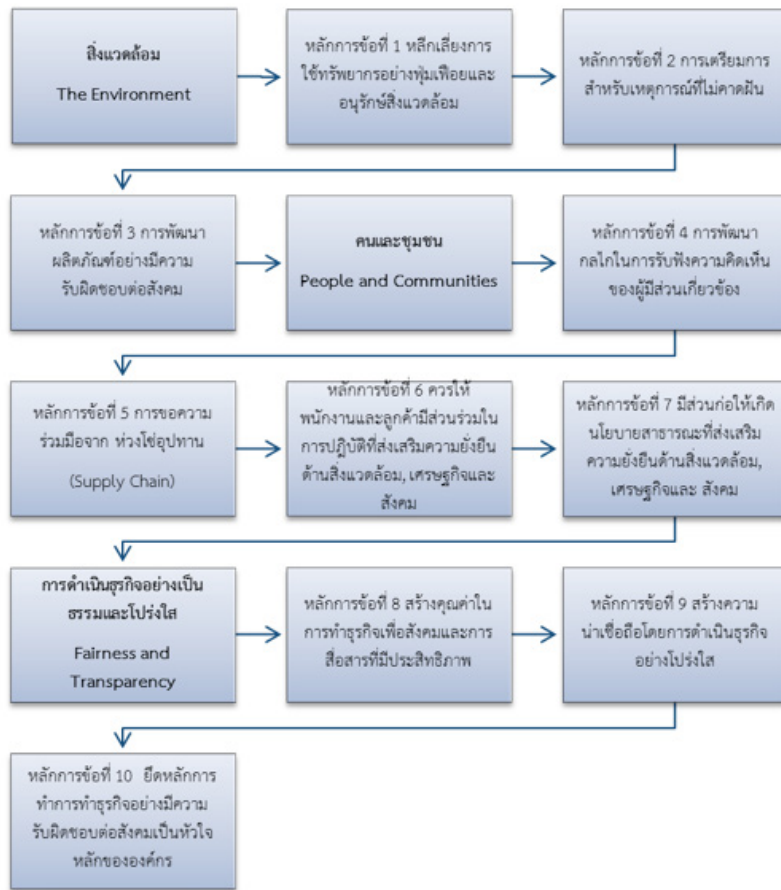 สิ่งแวดล้อม
The Environment
หลักการข้อที่ 1 หลีกเลี่ยงการ
ใช้ทรัพยากรอย่างฟุ่มเฟือยและ
อนุรักษ์สิ่งแวดล้อม
หลักการข้อที่ 2 การเตรียมการ
สำหรับเหตุการณ์ที่ไม่คาดฝัน
หลักการข้อที่ 3 การพัฒนา
ผลิตภัณฑ์อย่างมีความ
รับผิดชอบต่อสังคม
คนและชุมชน
People and Communities
หลักการข้อที่ 4 การพัฒนา
กลไกในการรับฟังความคิดเห็น
ของผู้มีส่วนเกี่ยวข้อง
หลักการข้อที่ 5 การขอความ
ร่วมมือจาก ห่วงโซ่อุปทาน
(Supply Chain)
หลักการข้อที่ 6 ควรให้
พนักงานและลูกค้ามีส่วนร่วมใน
การปฏิบัติที่ส่งเสริมความยั่งยืน
ด้านสิ่งแวดล้อม, เศรษฐกิจและ
สังคม
หลักการข้อที่ 7 มีส่วนก่อให้เกิด
นโยบายสาธารณะที่ส่งเสริม
ความยั่งยืนด้านสิ่งแวดล้อม,
เศรษฐกิจและ สังคม
การดำเนินธุรกิจอย่างเป็น
ธรรมและโปร่งใส
Fairness and
Transparency
หลักการข้อที่ 8 สร้างคุณค่าใน
การทำธุรกิจเพื่อสังคมและการ
สื่อสารที่มีประสิทธิภาพ
หลักการข้อที่ 9 สร้างความ
น่าเชื่อถือโดยการดำเนินธุรกิจ
อย่างโปร่งใส
หลักการข้อที่ 10 ยึดหลักการ
ทำการทำธุรกิจอย่างมีความ
รับผิดชอบต่อสังคมเป็นหัวใจ
หลักขององค์กร